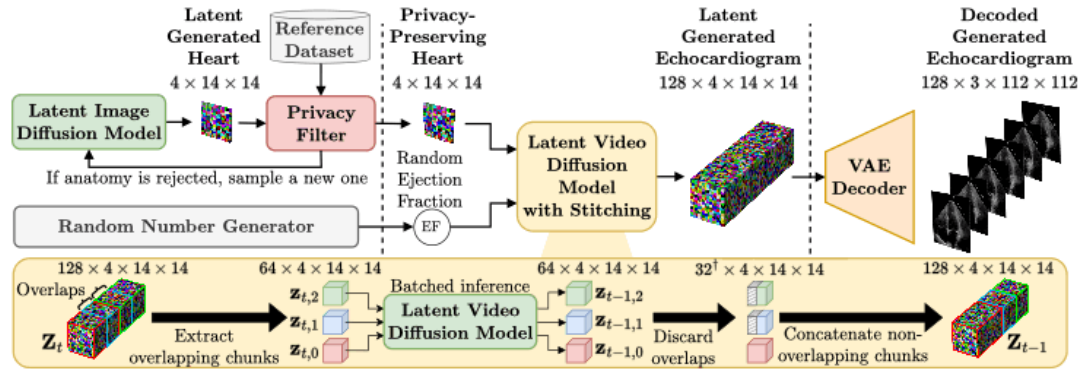 Latent
Generated
Heart
4 × 14 × 14
Reference
Dataset
Privacy-
Preserving
Heart
4 × 14 × 14
Latent
Generated
Echocardiogram
128 × 4 × 14 × 14
Decoded
Generated
Echocardiogram
128 × 3 × 112 × 112
Latent Image
Diffusion Model
Privacy
Filter
If anatomy is rejected, sample a new one
Random
Ejection
Fraction
Latent Video
Diffusion
Model
with Stitching
VAE
Decoder
Random Number Generator
EF
128 × 4 × 14 × 14
Overlaps
Z_t
Extract
overlapping chunks
64 × 4 × 14 × 14
z_{t,2}
z_{t,1}
z_{t,0}
Batched inference
Latent Video
Diffusion Model
64 × 4 × 14 × 14
z_{t−1,2}
z_{t−1,1}
z_{t−1,0}
Discard
overlaps
32† × 4 × 14 × 14
Concatenate non-
overlapping chunks
128 × 4 × 14 × 14
Z_{t−1}